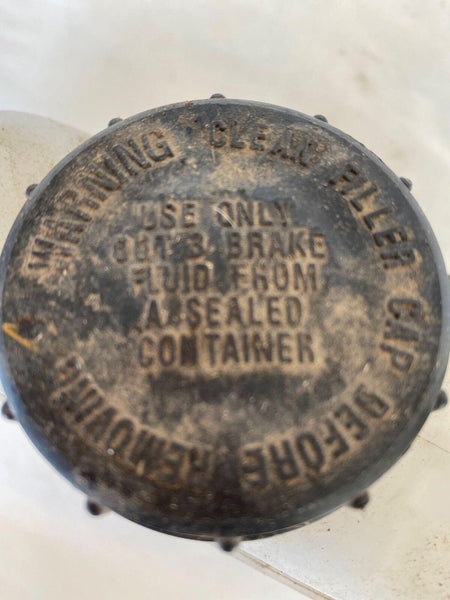 WARNING CLEAN FILLER CAP BEFORE REMOVING
USE ONLY
DOT 3 BRAKE
FLUID FROM
A SEALED
CONTAINER